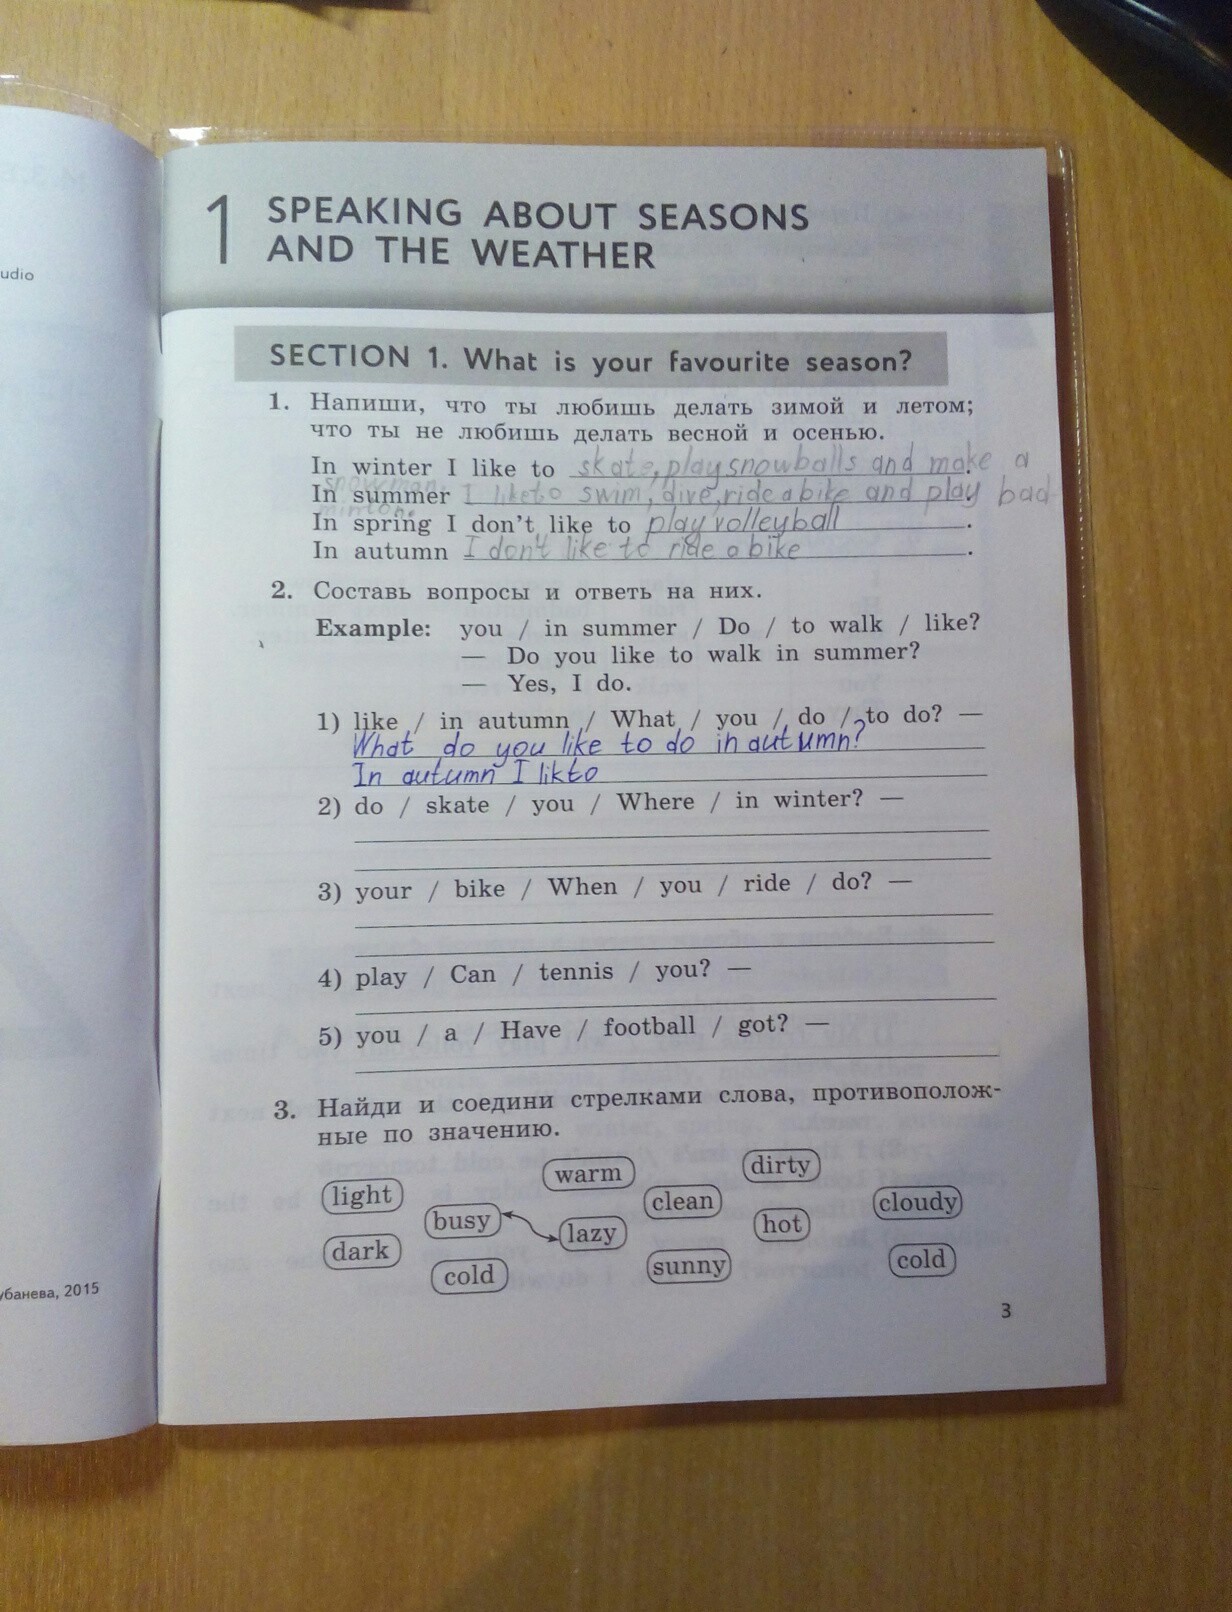 udio
1 SPEAKING ABOUT SEASONS
AND THE WEATHER
SECTION 1. What is your favourite season?
1. Напиши, что ты любишь делать зимой и летом;
что ты не любишь делать весной и осенью.
In winter I like to skate, play snowballs and make a
snowman.
In summer I like to swim, dive, ride a bike and play bad-
minton.
In spring I don't like to play volleyball.
In autumn I don't like to ride a bike.
2. Составь вопросы и ответь на них.
Example: you / in summer / Do / to walk / like?
— Do you like to walk in summer?
— Yes, I do.
1) like / in autumn / What / you / do / to do? —
What do you like to do in autumn?
In autumn I lik to
2) do / skate / you / Where / in winter? —
3) your / bike / When / you / ride / do? —
4) play / Can / tennis / you? —
5) you / a / Have / football / got? —
3. Найди и соедини стрелками слова, противополож-
ные по значению.
warm dirty
light clean cloudy
busy lazy hot
dark cold sunny cold
убанева, 2015
3